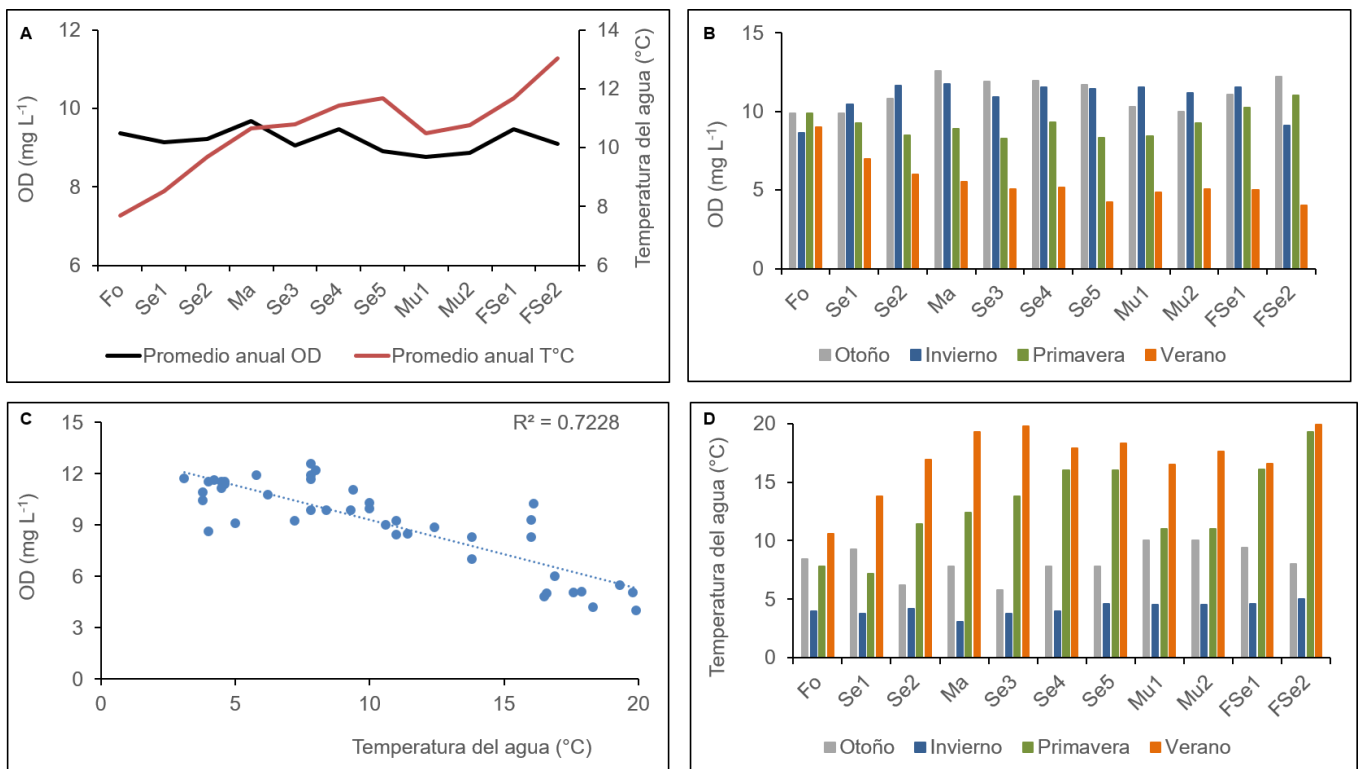 A
OD (mg L⁻¹)
12
10
8
6
Temperatura del agua (°C)
14
12
10
8
6
Fo Se1 Se2 Ma Se3 Se4 Se5 Mu1 Mu2 FSe1 FSe2
Promedio anual OD Promedio anual T°C
B
OD (mg L⁻¹)
15
10
5
0
Fo Se1 Se2 Ma Se3 Se4 Se5 Mu1 Mu2 FSe1 FSe2
Otoño Invierno Primavera Verano
C
R² = 0.7228
OD (mg L⁻¹)
15
12
9
6
3
0
0 5 10 15 20
Temperatura del agua (°C)
D
Temperatura del agua (°C)
20
15
10
5
0
Fo Se1 Se2 Ma Se3 Se4 Se5 Mu1 Mu2 FSe1 FSe2
Otoño Invierno Primavera Verano